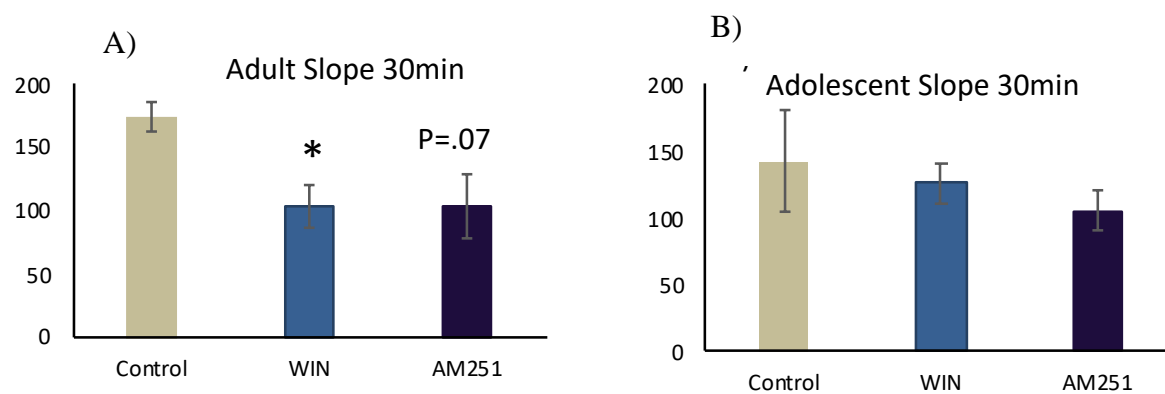 A)
Adult Slope 30min
200
150
100
50
0
*
P=.07
Control WIN AM251
B)
, Adolescent Slope 30min
200
150
100
50
0
Control WIN AM251